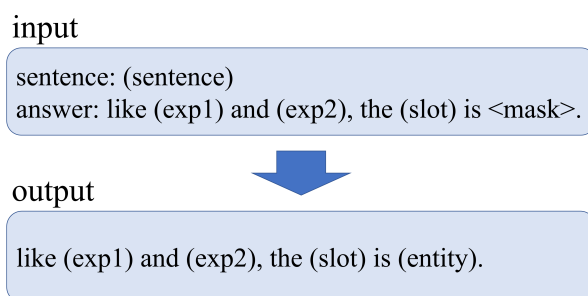 input
sentence: (sentence)
answer: like (exp1) and (exp2), the (slot) is <mask>.
output
like (exp1) and (exp2), the (slot) is (entity).